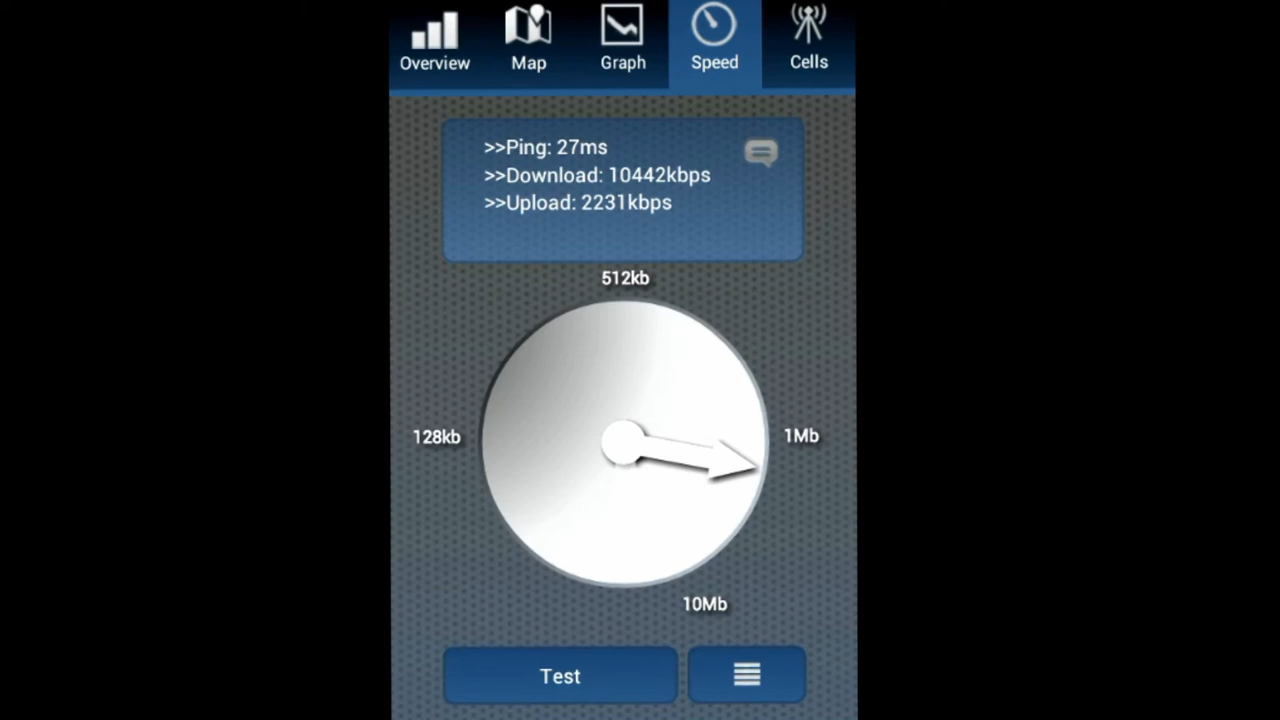 Overview Map Graph Speed Cells
>>Ping: 27ms
>>Download: 10442kbps
>>Upload: 2231kbps
512kb
128kb
1Mb
10Mb
Test